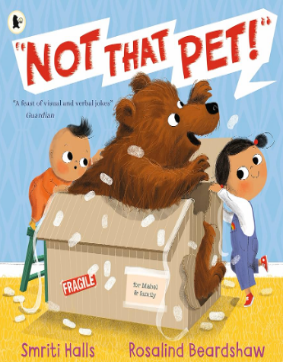 "NOT THAT PET!"
"A feast of visual and verbal jokes"
Guardian
FRAGILE
for Mabel
& family
Smriti Halls Rosalind Beardshaw